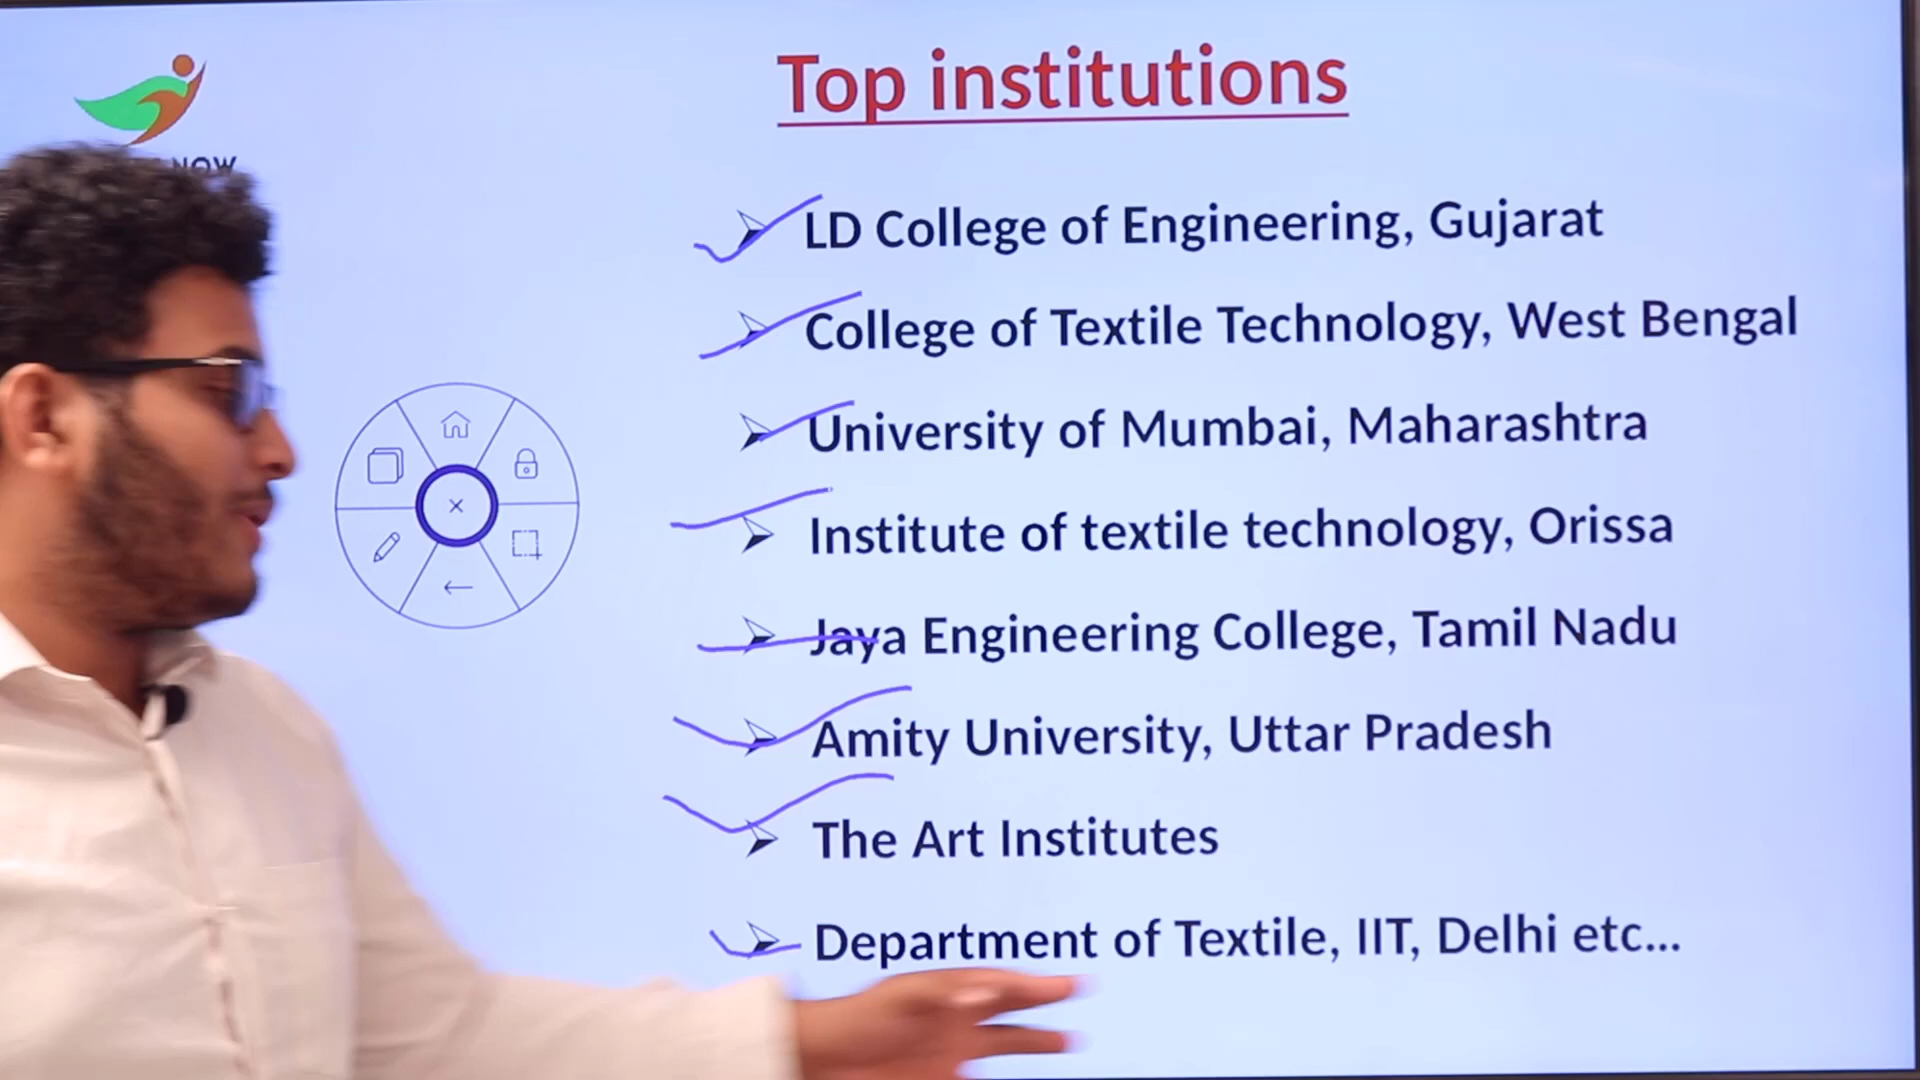 NOW
Top institutions
LD College of Engineering, Gujarat
College of Textile Technology, West Bengal
University of Mumbai, Maharashtra
Institute of textile technology, Orissa
Jaya Engineering College, Tamil Nadu
Amity University, Uttar Pradesh
The Art Institutes
Department of Textile, IIT, Delhi etc...